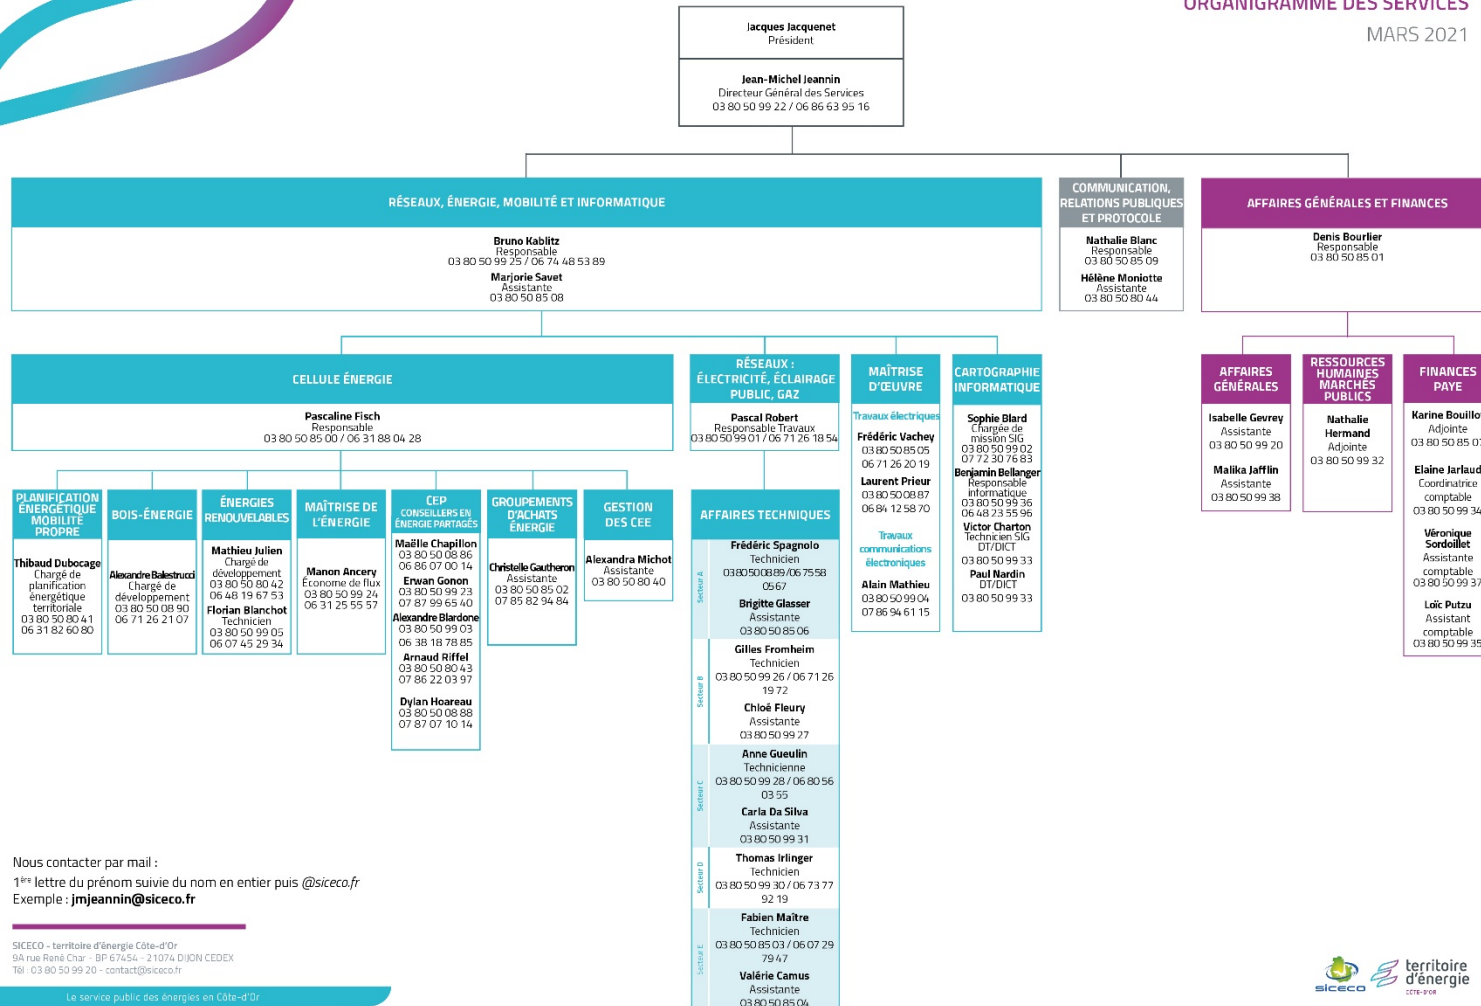 ORGANIGRAMME DES SERVICES
MARS 2021
Jacques Jacquenet
Président
Jean-Michel Jeannin
Directeur Général des Services
03 80 50 99 22 / 06 86 63 95 16
RÉSEAUX, ÉNERGIE, MOBILITÉ ET INFORMATIQUE
Bruno Kablitz
Responsable
03 80 50 99 25 / 06 74 48 53 89
Marjorie Savet
Assistante
03 80 50 85 08
COMMUNICATION,
RELATIONS PUBLIQUES
ET PROTOCOLE
Nathalie Blanc
Responsable
03 80 50 85 09
Hélène Moniotte
Assistante
03 80 50 80 44
AFFAIRES GÉNÉRALES ET FINANCES
Denis Bourlier
Responsable
03 80 50 85 01
CELLULE ÉNERGIE
Pascaline Fisch
Responsable
03 80 50 85 00 / 06 31 88 04 28
RÉSEAUX :
ÉLECTRICITÉ, ÉCLAIRAGE
PUBLIC, GAZ
Pascal Robert
Responsable Travaux
03 80 50 99 01 / 06 71 26 18 54
MAÎTRISE
D'ŒUVRE
Travaux électriques
Frédéric Vachey
03 80 50 85 05
06 71 26 20 19
Laurent Prieur
03 80 50 08 87
06 84 12 58 70
Travaux
communications
électroniques
Alain Mathieu
03 80 50 99 04
07 86 94 61 15
CARTOGRAPHIE
INFORMATIQUE
Sophie Blard
Chargée de
mission SIG
03 80 50 99 02
07 72 30 76 83
Benjamin Bellanger
Responsable
informatique
03 80 50 99 36
06 48 23 55 96
Victor Charton
Technicien SIG
DT/DICT
03 80 50 99 33
Paul Nardin
DT/DICT
03 80 50 99 33
AFFAIRES
GÉNÉRALES
Isabelle Gevrey
Assistante
03 80 50 99 20
Malika Jafflin
Assistante
03 80 50 99 38
RESSOURCES
HUMAINES
MARCHÉS
PUBLICS
Nathalie
Hermand
Adjointe
03 80 50 99 32
FINANCES
PAYE
Karine Bouillo
Adjointe
03 80 50 85 07
Elaine Jarlaud
Coordinatrice
comptable
03 80 50 99 34
Véronique
Sordoillet
Assistante
comptable
03 80 50 99 37
Loïc Putzu
Assistant
comptable
03 80 50 99 35
PLANIFICATION
ÉNERGÉTIQUE
MOBILITÉ
PROPRE
Thibaud Dubocage
Chargé de
planification
énergétique
territoriale
03 80 50 80 41
06 31 82 60 80
BOIS-ÉNERGIE
Alexandre Balestrucci
Chargé de
développement
03 80 50 08 90
06 71 26 21 07
ÉNERGIES
RENOUVELABLES
Mathieu Julien
Chargé de
développement
03 80 50 80 42
06 48 19 67 53
Florian Blanchot
Technicien
03 80 50 99 05
06 07 45 29 34
MAÎTRISE DE
L'ÉNERGIE
Manon Ancery
Économe de flux
03 80 50 99 24
06 31 25 55 57
CEP
CONSEILLERS EN
ÉNERGIE PARTAGÉS
Maëlle Chapillon
03 80 50 08 86
06 86 07 00 14
Erwan Gonon
03 80 50 99 23
07 87 99 65 40
Alexandre Blardone
03 80 50 99 03
06 38 18 78 85
Arnaud Riffel
03 80 50 80 43
07 86 22 03 97
Dylan Hoareau
03 80 50 08 88
07 87 07 10 14
GROUPEMENTS
D'ACHATS
ÉNERGIE
Christelle Gautheron
Assistante
03 80 50 85 02
07 85 82 94 84
GESTION
DES CEE
Alexandra Michot
Assistante
03 80 50 80 40
AFFAIRES TECHNIQUES
Secteur A
Frédéric Spagnolo
Technicien
03 80 50 08 89 / 06 75 58
05 67
Brigitte Glasser
Assistante
03 80 50 85 06
Secteur B
Gilles Fromheim
Technicien
03 80 50 99 26 / 06 71 26
19 72
Chloé Fleury
Assistante
03 80 50 99 27
Secteur C
Anne Gueulin
Technicienne
03 80 50 99 28 / 06 80 56
03 55
Carla Da Silva
Assistante
03 80 50 99 31
Secteur D
Thomas Irlinger
Technicien
03 80 50 99 30 / 06 73 77
92 19
Secteur E
Fabien Maître
Technicien
03 80 50 85 03 / 06 07 29
79 47
Valérie Camus
Assistante
03 80 50 85 04
Nous contacter par mail :
1ère lettre du prénom suivie du nom en entier puis @siceco.fr
Exemple : jmjeannin@siceco.fr
SICECO - territoire d'énergie Côte-d'Or
9A rue René Char - BP 67454 - 21074 DIJON CEDEX
Tél : 03 80 50 99 20 - contact@siceco.fr
Le service public des énergies en Côte-d'Or
siceco
territoire
d'énergie
CÔTE-D'OR